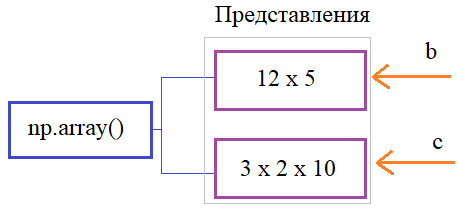 Представления
b
12 x 5
np.array()
c
3 x 2 x 10